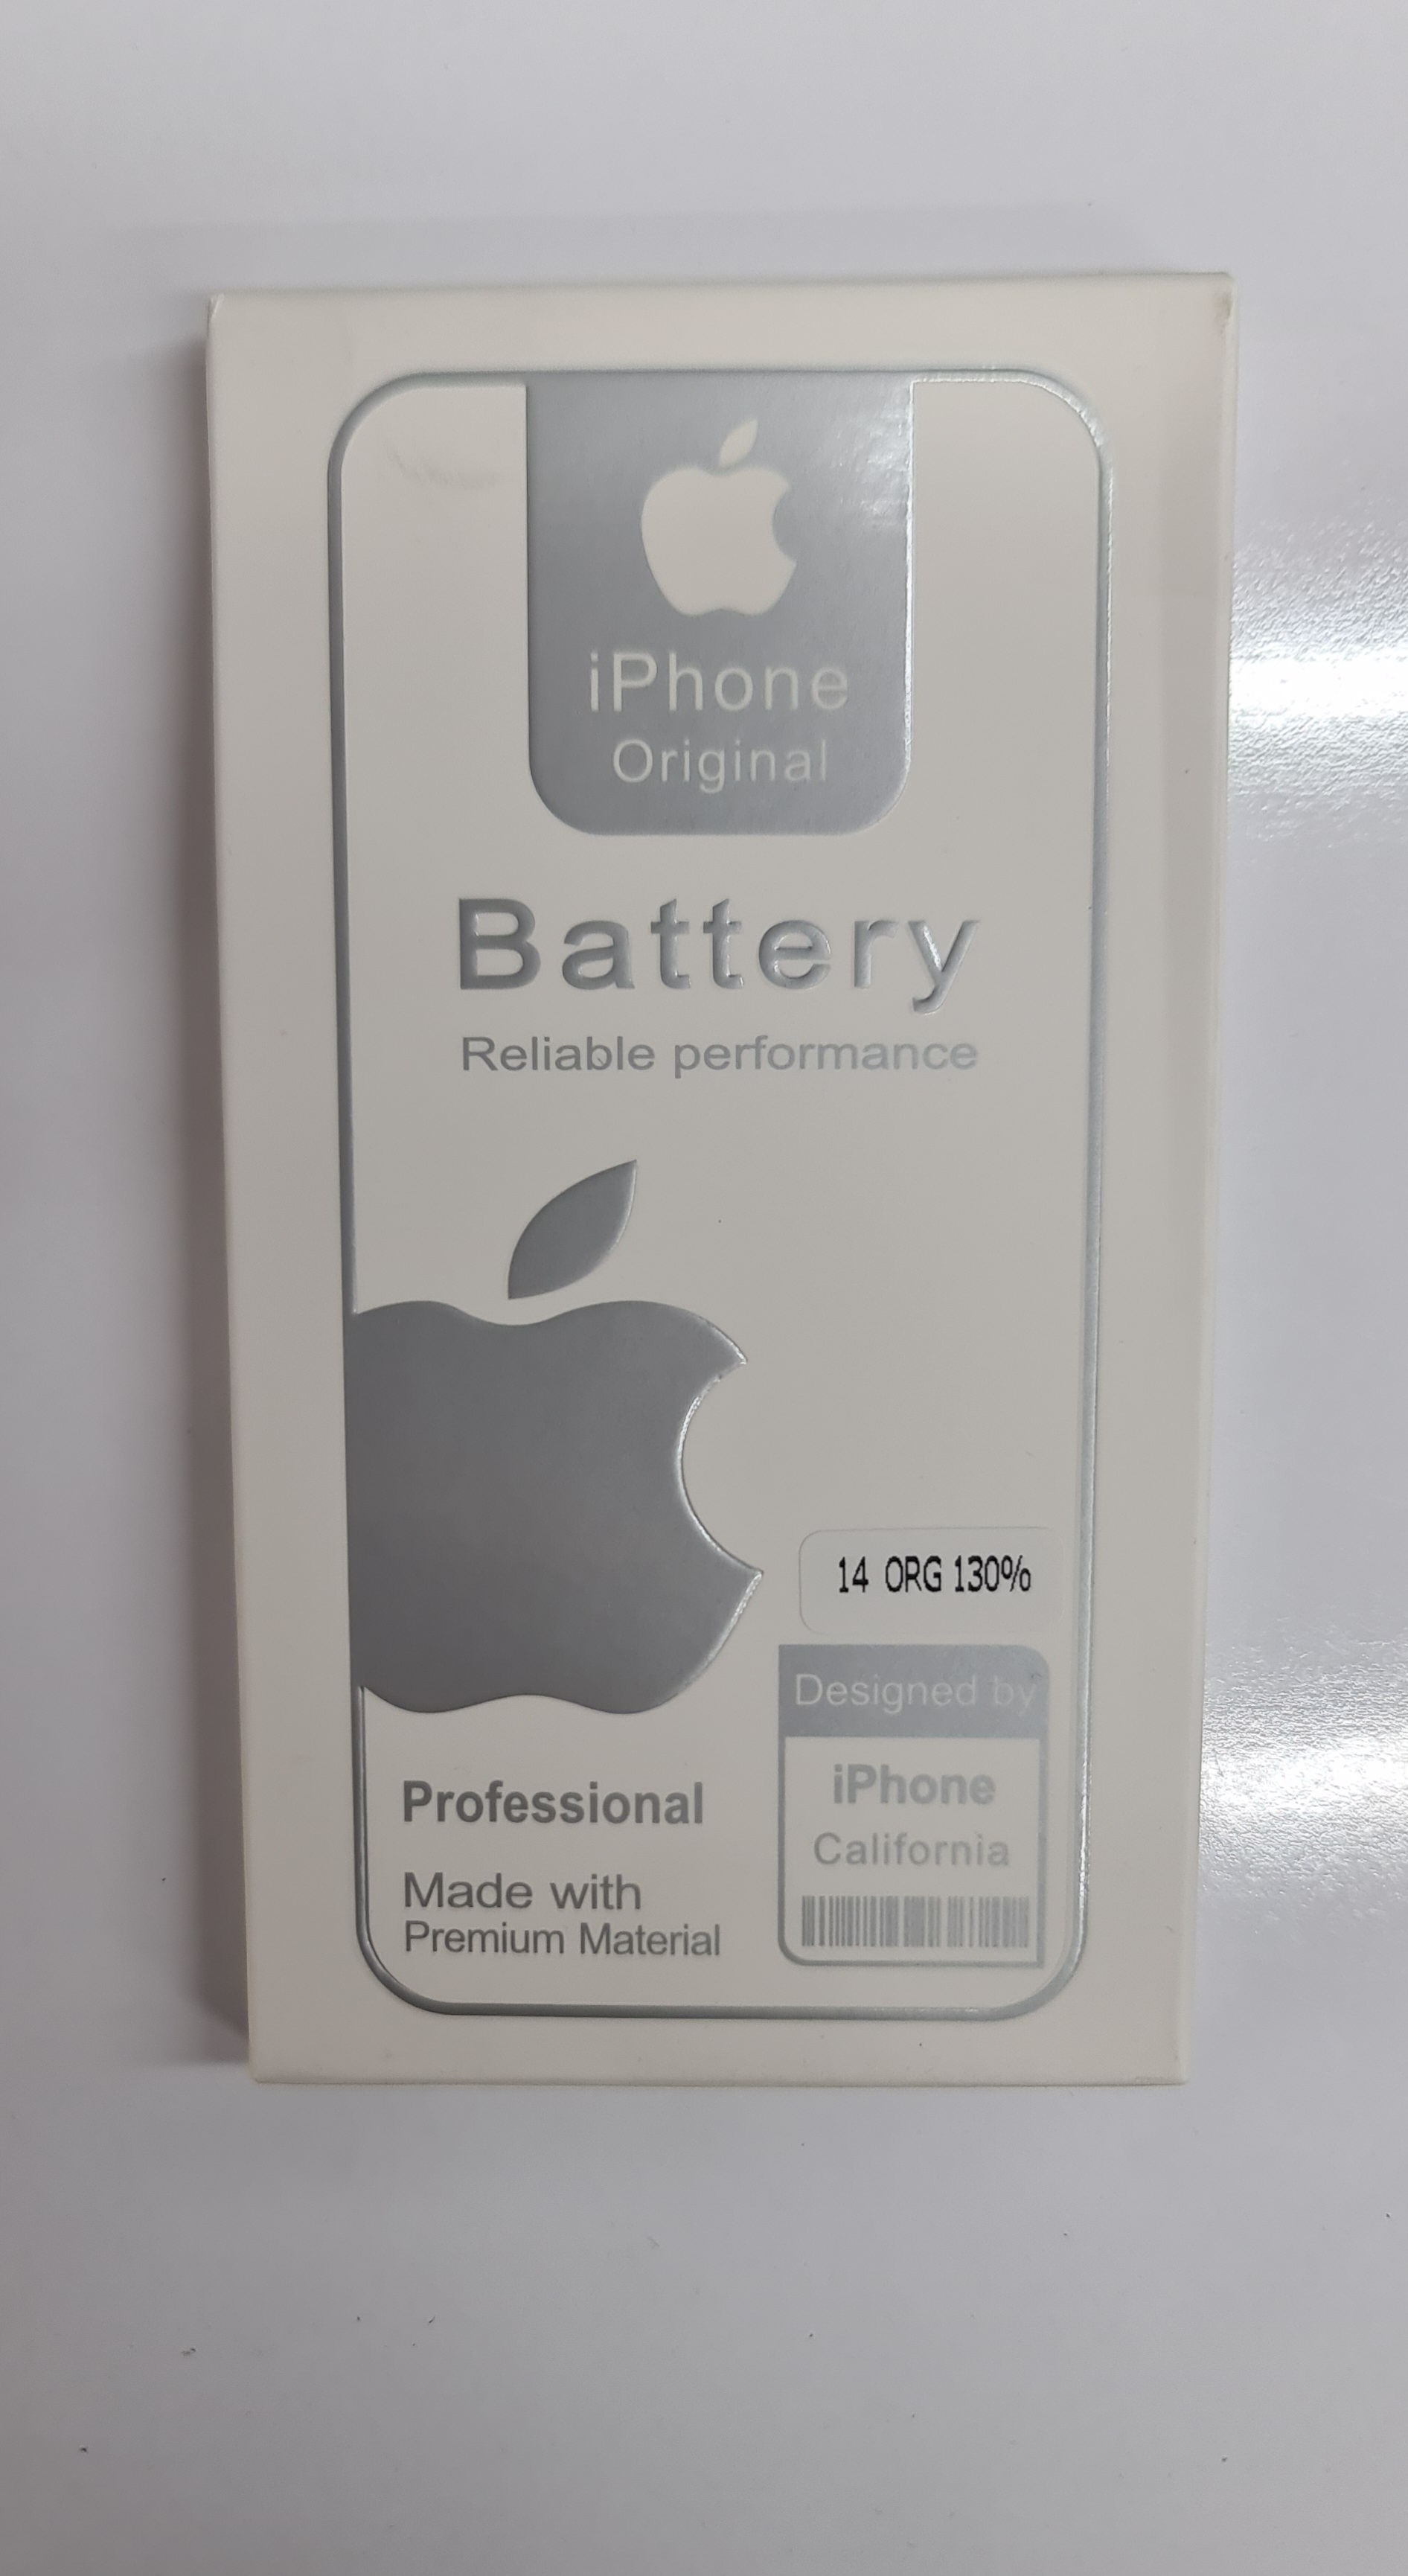 iPhone
Original
Battery
Reliable performance
14 ORG 130%
Designed by
iPhone
California
Professional
Made with
Premium Material